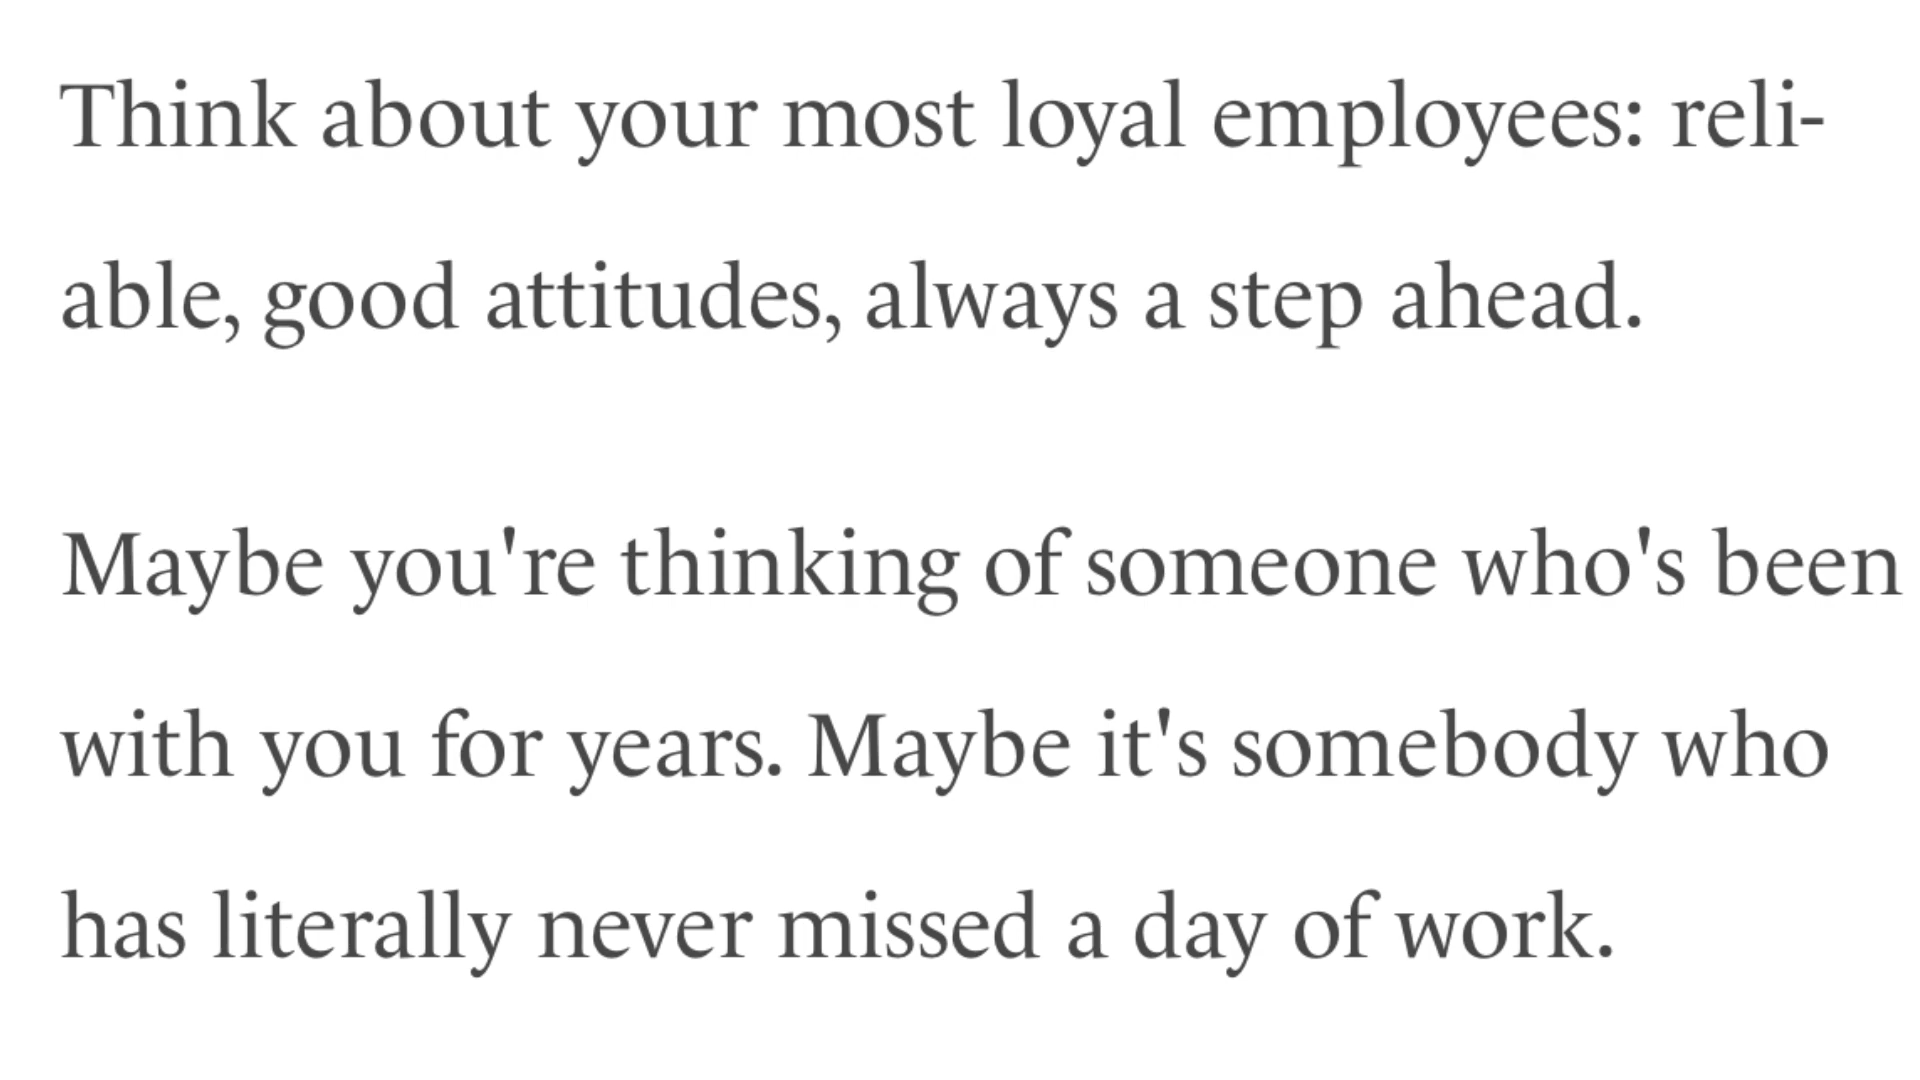 Think about your most loyal employees: reli-
able, good attitudes, always a step ahead.
Maybe you're thinking of someone who's been
with you for years. Maybe it's somebody who
has literally never missed a day of work.